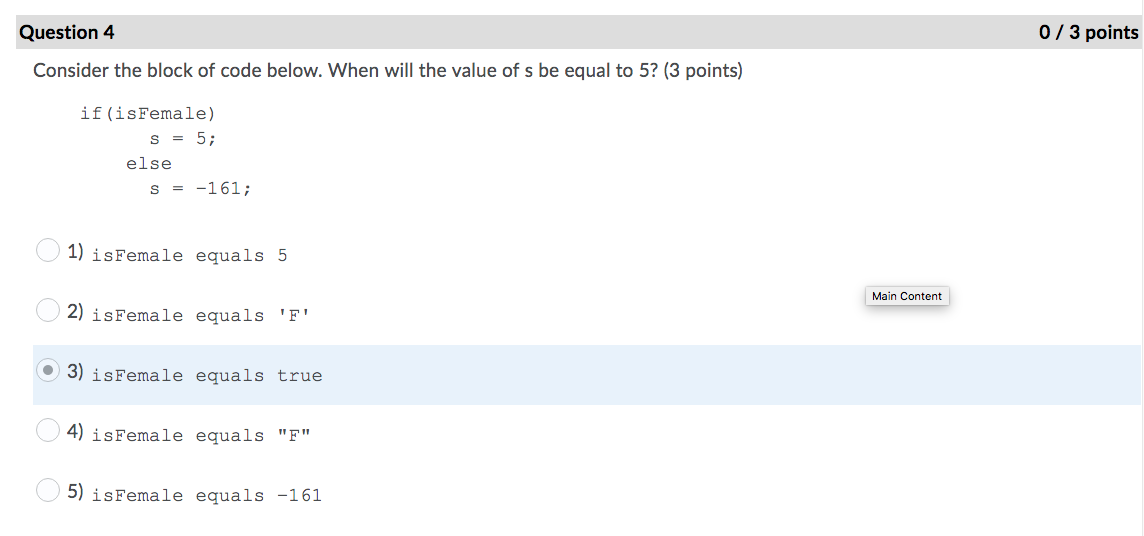 Question 4 0 / 3 points
Consider the block of code below. When will the value of s be equal to 5? (3 points)
if(isFemale)
s = 5;
else
s = -161;
1) isFemale equals 5
Main Content
2) isFemale equals 'F'
3) isFemale equals true
4) isFemale equals "F"
5) isFemale equals -161